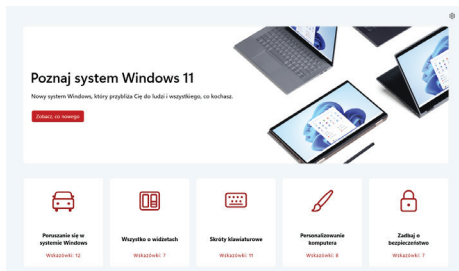 Poznaj system Windows 11
Nowy system Windows, który przybliża Cię do ludzi i wszystkiego, co kochasz.
Zobacz, co nowego
Poruszanie się w
systemie Windows
Wskazówki: 12
Wszystko o widżetach
Wskazówki: 7
Skróty klawiaturowe
Wskazówki: 11
Personalizowanie
komputera
Wskazówki: 8
Zadbaj o
bezpieczeństwo
Wskazówki: 7